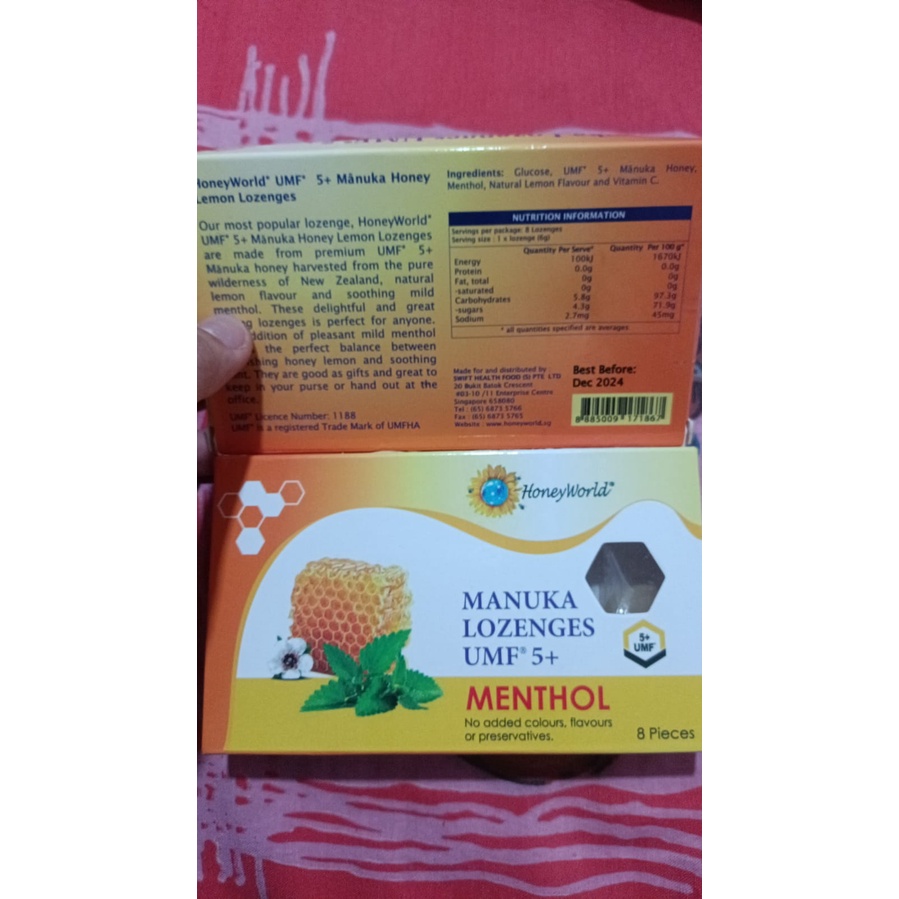 HoneyWorld® UMF® 5+ Mānuka Honey
Lemon Lozenges
Our most popular lozenge, HoneyWorld®
UMF® 5+ Mānuka Honey Lemon Lozenges
are made from premium UMF® 5+
Mānuka honey harvested from the pure
wilderness of New Zealand, natural
lemon flavour and soothing mild
menthol. These delightful and great
lozenges is perfect for anyone.
of pleasant mild menthol
the perfect balance between
honey lemon and soothing
They are good as gifts and great to
keep in your purse or hand out at the
office.
UMF® Licence Number: 1188
UMF® is a registered Trade Mark of UMFHA
Ingredients: Glucose, UMF® 5+ Mānuka Honey,
Menthol, Natural Lemon Flavour and Vitamin C.
NUTRITION INFORMATION
Servings per package: 8 Lozenges
Serving size : 1 x lozenge (6g)
Quantity Per Serve* Quantity Per 100 g*
Energy 100kJ 1670kJ
Protein 0.0g 0.0g
Fat, total 0g 0g
-saturated 0g 0g
Carbohydrates 5.8g 97.3g
-sugars 4.3g 71.9g
Sodium 2.7mg 45mg
* all quantities specified are averages
Made for and distributed by
SWIFT HEALTH FOOD (S) PTE LTD
20 Bukit Batok Crescent
#03-10 /11 Enterprise Centre
Singapore 658080
Tel : (65) 6873 5766
Fax : (65) 6873 5765
Website : www.honeyworld.sg
Best Before:
Dec 2024
8 885009 171867
HoneyWorld™
MANUKA
LOZENGES
UMF® 5+
5+
UMF
MENTHOL
No added colours, flavours
or preservatives.
8 Pieces